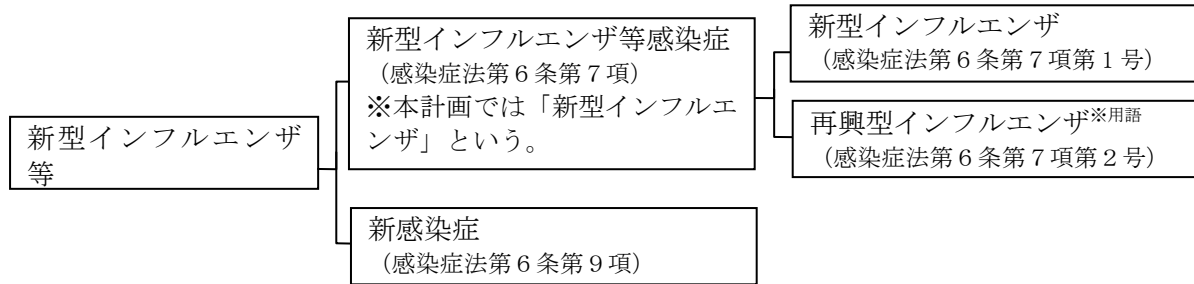 新型インフルエンザ
等
新型インフルエンザ等感染症
(感染症法第６条第７項)
※本計画では「新型インフルエ
ンザ」という。
新感染症
(感染症法第６条第９項)
新型インフルエンザ
(感染症法第６条第７項第１号)
再興型インフルエンザ※用語
(感染症法第６条第７項第２号)